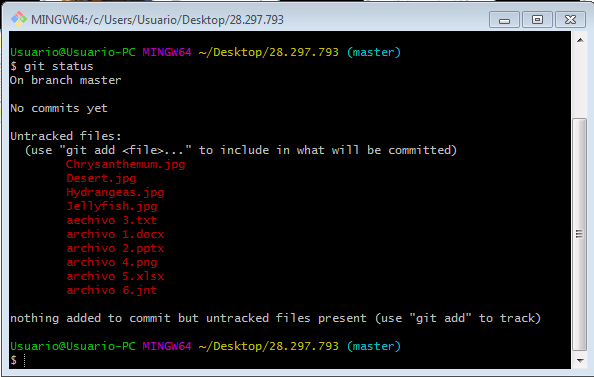 MINGW64:/c/Users/Usuario/Desktop/28.297.793
Usuario@Usuario-PC MINGW64 ~/Desktop/28.297.793 (master)
$ git status
On branch master
No commits yet
Untracked files:
(use "git add <file>..." to include in what will be committed)
Chrysanthemum.jpg
Desert.jpg
Hydrangeas.jpg
Jellyfish.jpg
aechivo 3.txt
archivo 1.docx
archivo 2.pptx
archivo 4.png
archivo 5.xlsx
archivo 6.jnt
nothing added to commit but untracked files present (use "git add" to track)
Usuario@Usuario-PC MINGW64 ~/Desktop/28.297.793 (master)
$